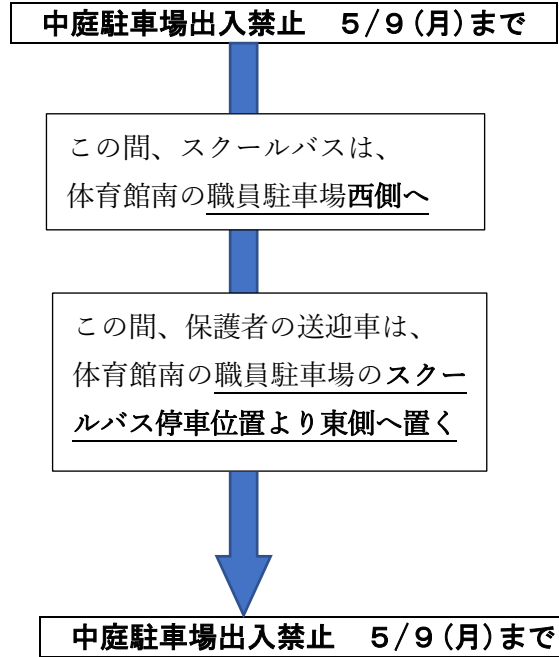 中庭駐車場出入禁止　５/９(月)まで
この間、スクールバスは、
体育館南の職員駐車場西側へ
この間、保護者の送迎車は、
体育館南の職員駐車場のスクー
ルバス停車位置より東側へ置く
中庭駐車場出入禁止　５/９(月)まで